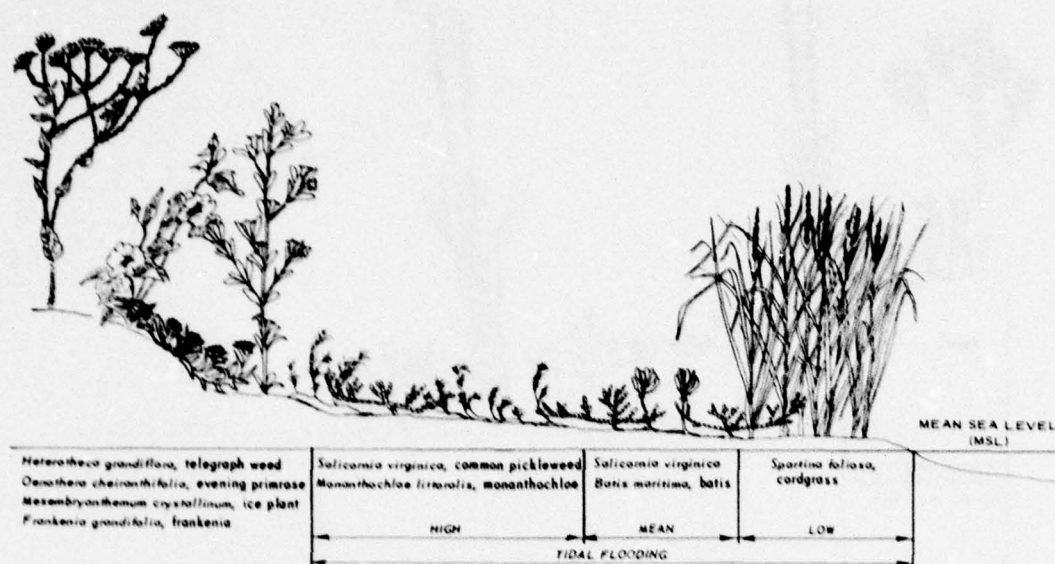 MEAN SEA LEVEL
(MSL)
Heterotheca grandiflora, telegraph weed
Oenothera cheiranthifolia, evening primrose
Mesembryanthemum crystallinum, ice plant
Frankenia grandifolia, frankenia
Salicornia virginica, common pickleweed
Monanthochloe littoralis, monanthochloe
HIGH
Salicornia virginica
Batis maritima, batis
MEAN
Spartina foliosa,
cordgrass
LOW
TIDAL FLOODING